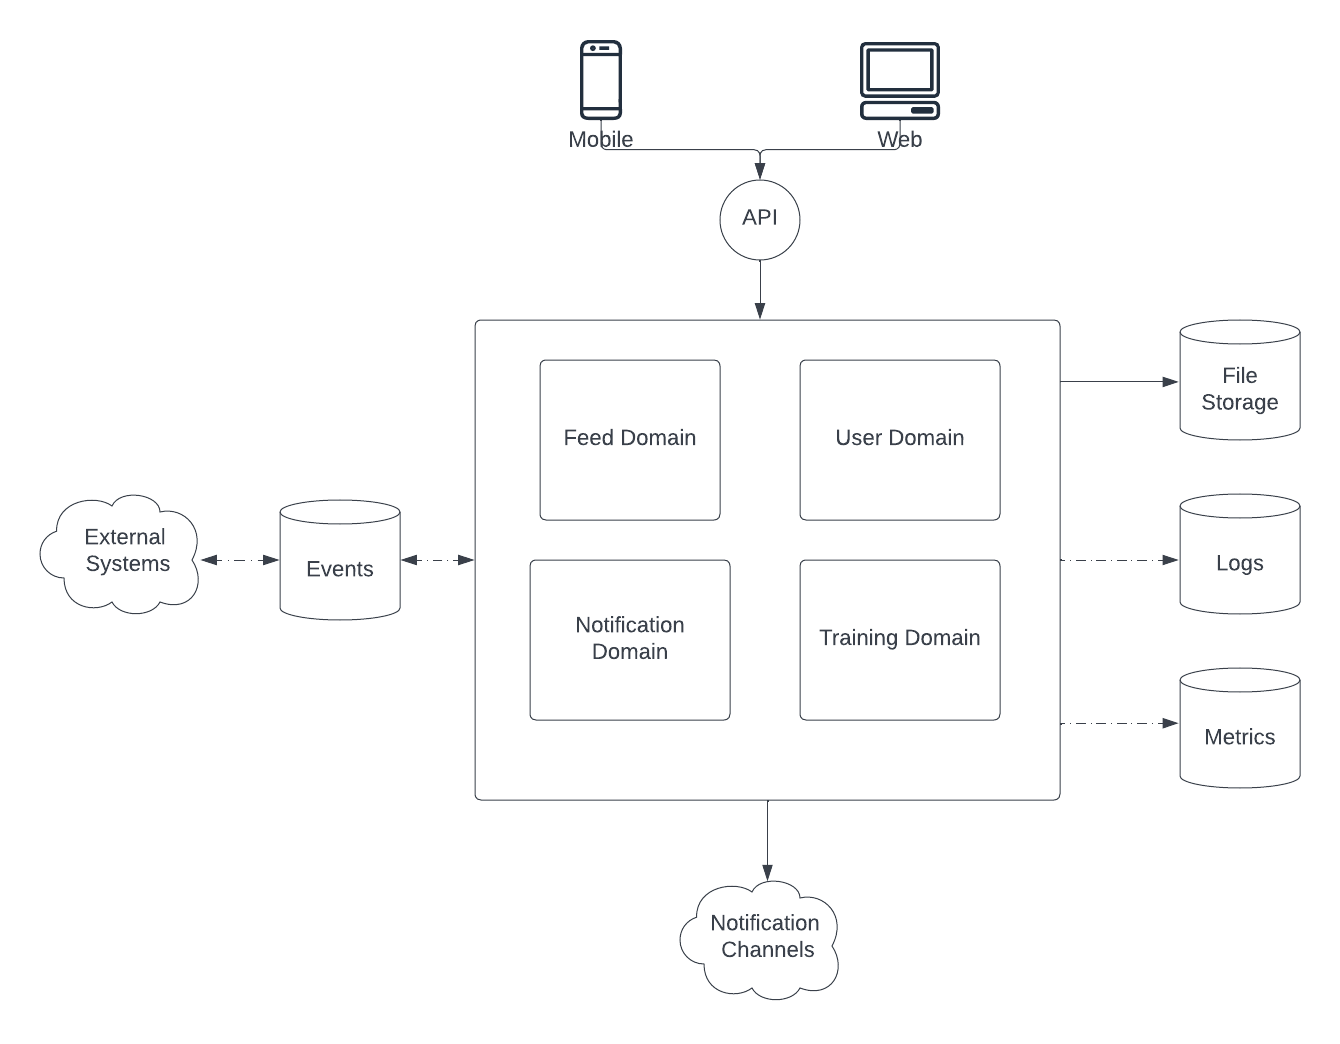 Mobile
Web
API
Feed Domain
User Domain
File
Storage
External
Systems
Events
Logs
Notification
Domain
Training Domain
Metrics
Notification
Channels